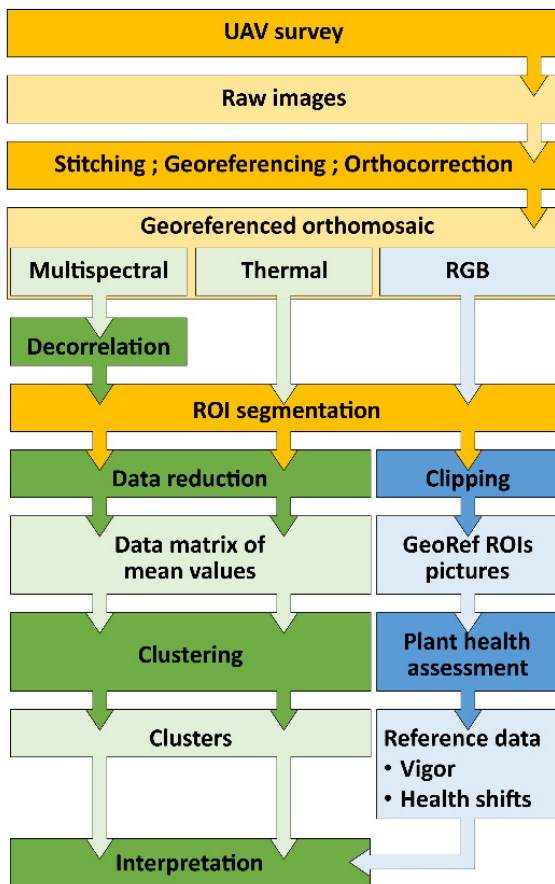 UAV survey
Raw images
Stitching ; Georeferencing ; Orthocorrection
Georeferenced orthomosaic
Multispectral
Thermal
RGB
Decorrelation
ROI segmentation
Data reduction
Clipping
Data matrix of
mean values
GeoRef ROIs
pictures
Clustering
Plant health
assessment
Clusters
Reference data
• Vigor
• Health shifts
Interpretation